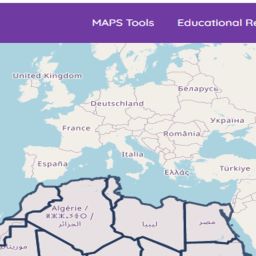 MAPS Tools
Educational Re
United Kingdom
Беларусь
Deutschland
Україна
France
România
Italia
España
Ελλάς
Türkiye
Algérie /
ⵍⵣⵣⴰⵢⴻⵔ /
الجزائر
ليبيا
مصر
موريتانيا